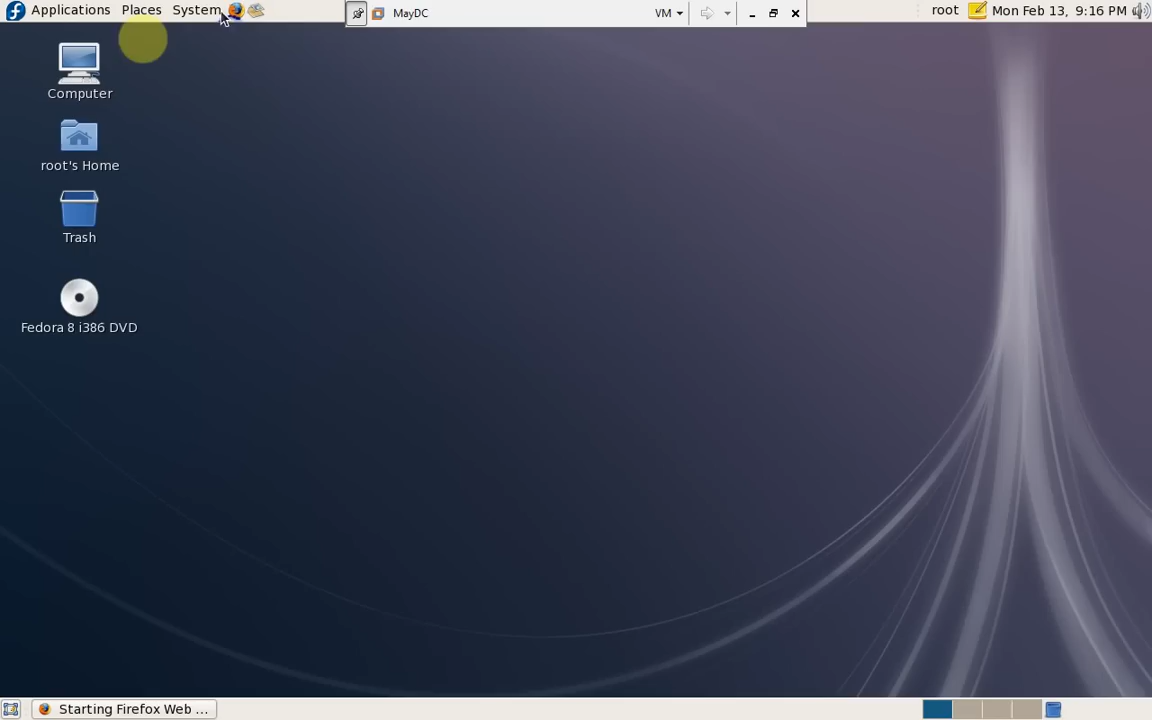 Applications Places System
MayDC
VM
root Mon Feb 13, 9:16 PM
Computer
root's Home
Trash
Fedora 8 i386 DVD
Starting Firefox Web ...